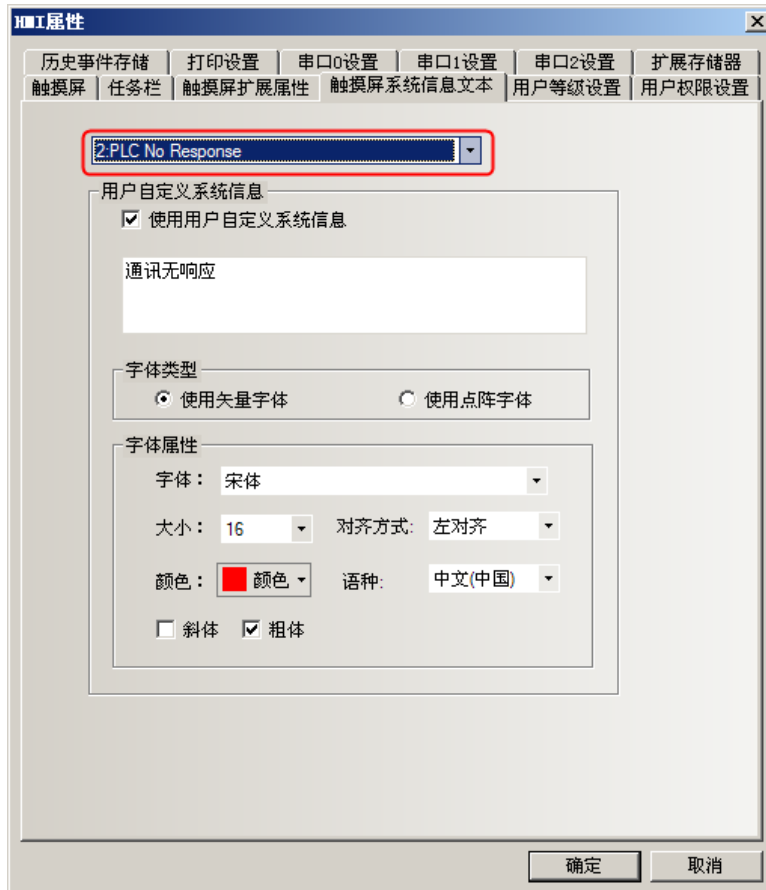 HMI属性
历史事件存储 打印设置 串口0设置 串口1设置 串口2设置 扩展存储器
触摸屏 任务栏 触摸屏扩展属性 触摸屏系统信息文本 用户等级设置 用户权限设置
2:PLC No Response
用户自定义系统信息
使用用户自定义系统信息
通讯无响应
字体类型
使用矢量字体 使用点阵字体
字体属性
字体： 宋体
大小： 16 对齐方式: 左对齐
颜色： 颜色 语种: 中文(中国)
斜体 粗体
确定 取消